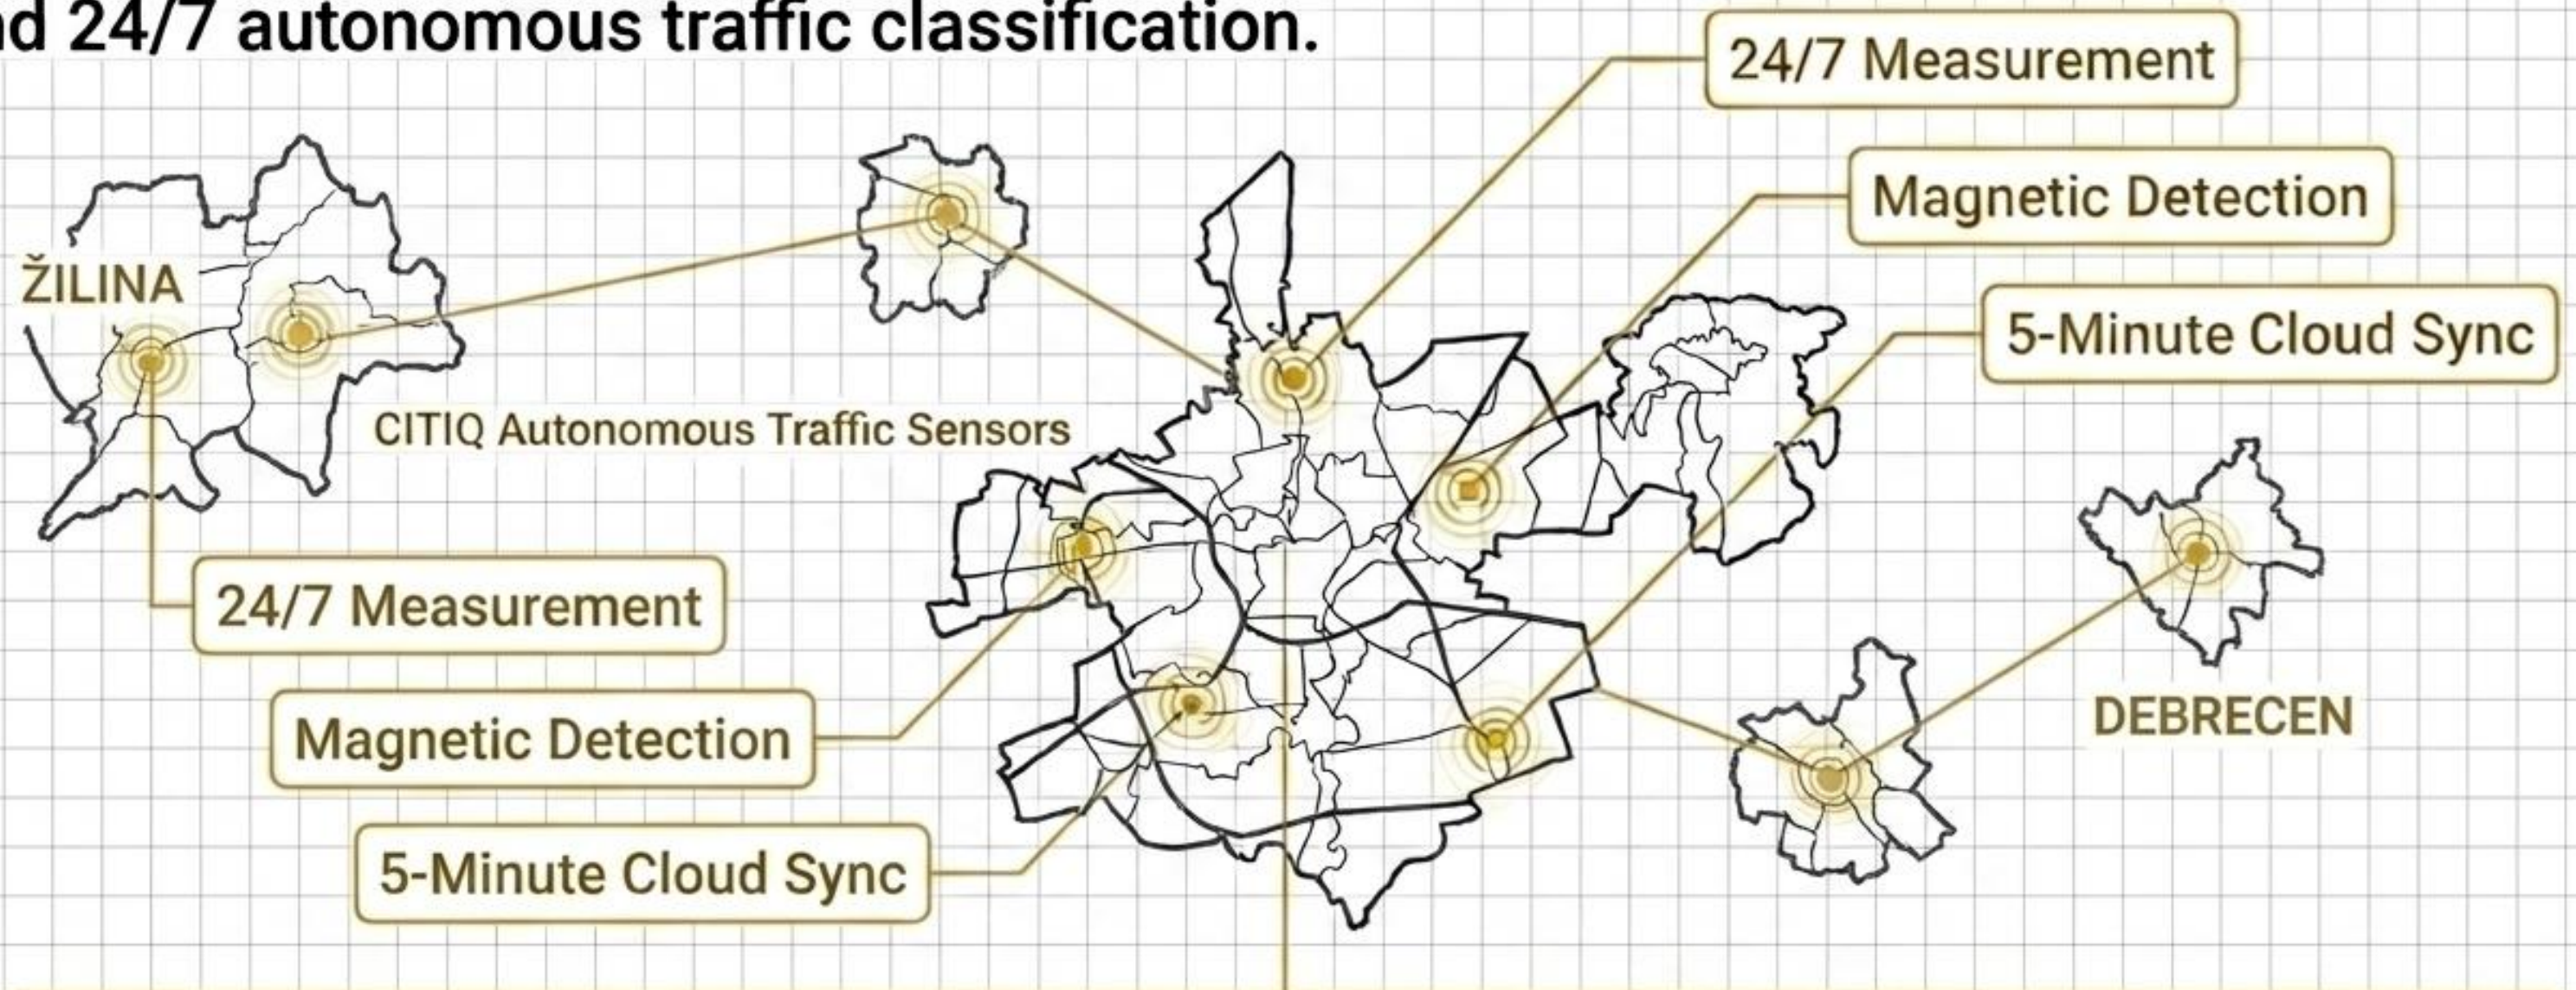 nd 24/7 autonomous traffic classification.
24/7 Measurement
Magnetic Detection
5-Minute Cloud Sync
ŽILINA
CITIQ Autonomous Traffic Sensors
24/7 Measurement
Magnetic Detection
5-Minute Cloud Sync
DEBRECEN